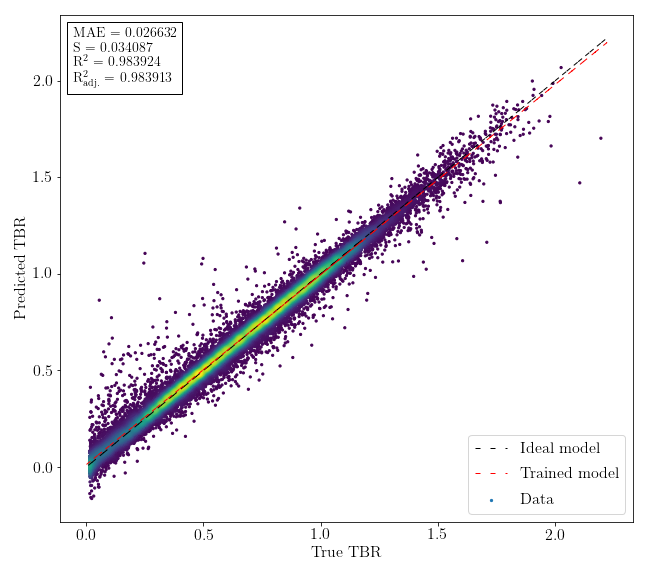 MAE = 0.026632
S = 0.034087
R² = 0.983924
R²adj. = 0.983913
2.0
1.5
1.0
0.5
0.0
Predicted TBR
Ideal model
Trained model
Data
0.0 0.5 1.0 1.5 2.0
True TBR